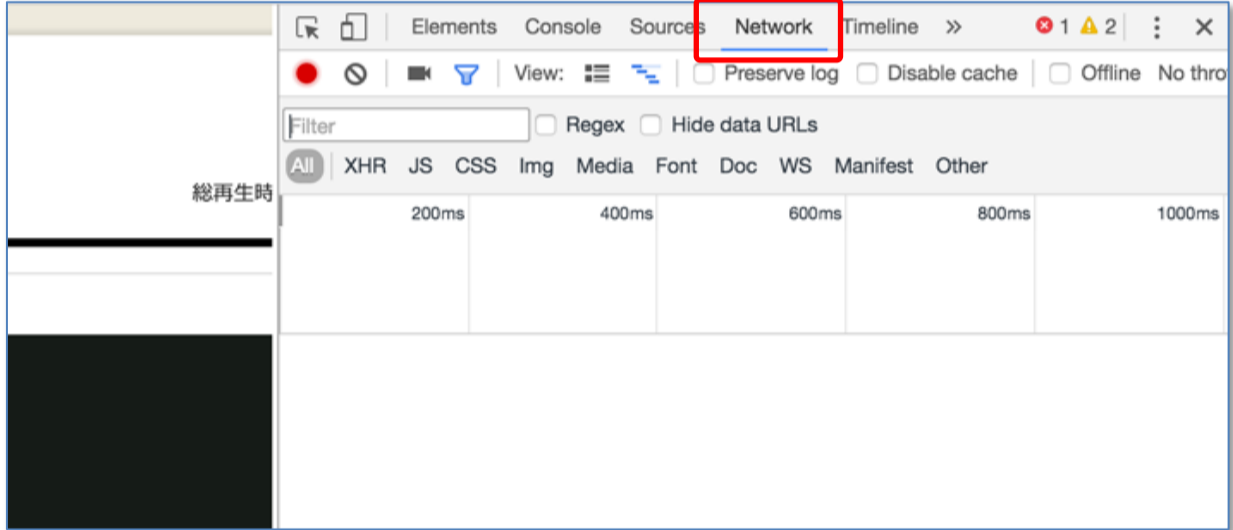 Elements Console Sources Network Timeline » 1 2
View: Preserve log Disable cache Offline No thro
Filter Regex Hide data URLs
All XHR JS CSS Img Media Font Doc WS Manifest Other
総再生時
200ms 400ms 600ms 800ms 1000ms